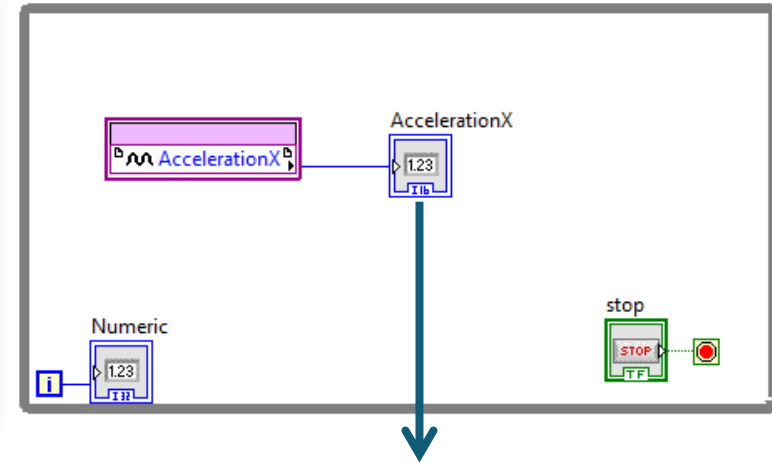 AccelerationX
AccelerationX
1.23
I16
stop
Numeric
STOP
1.23
TF
i
I32